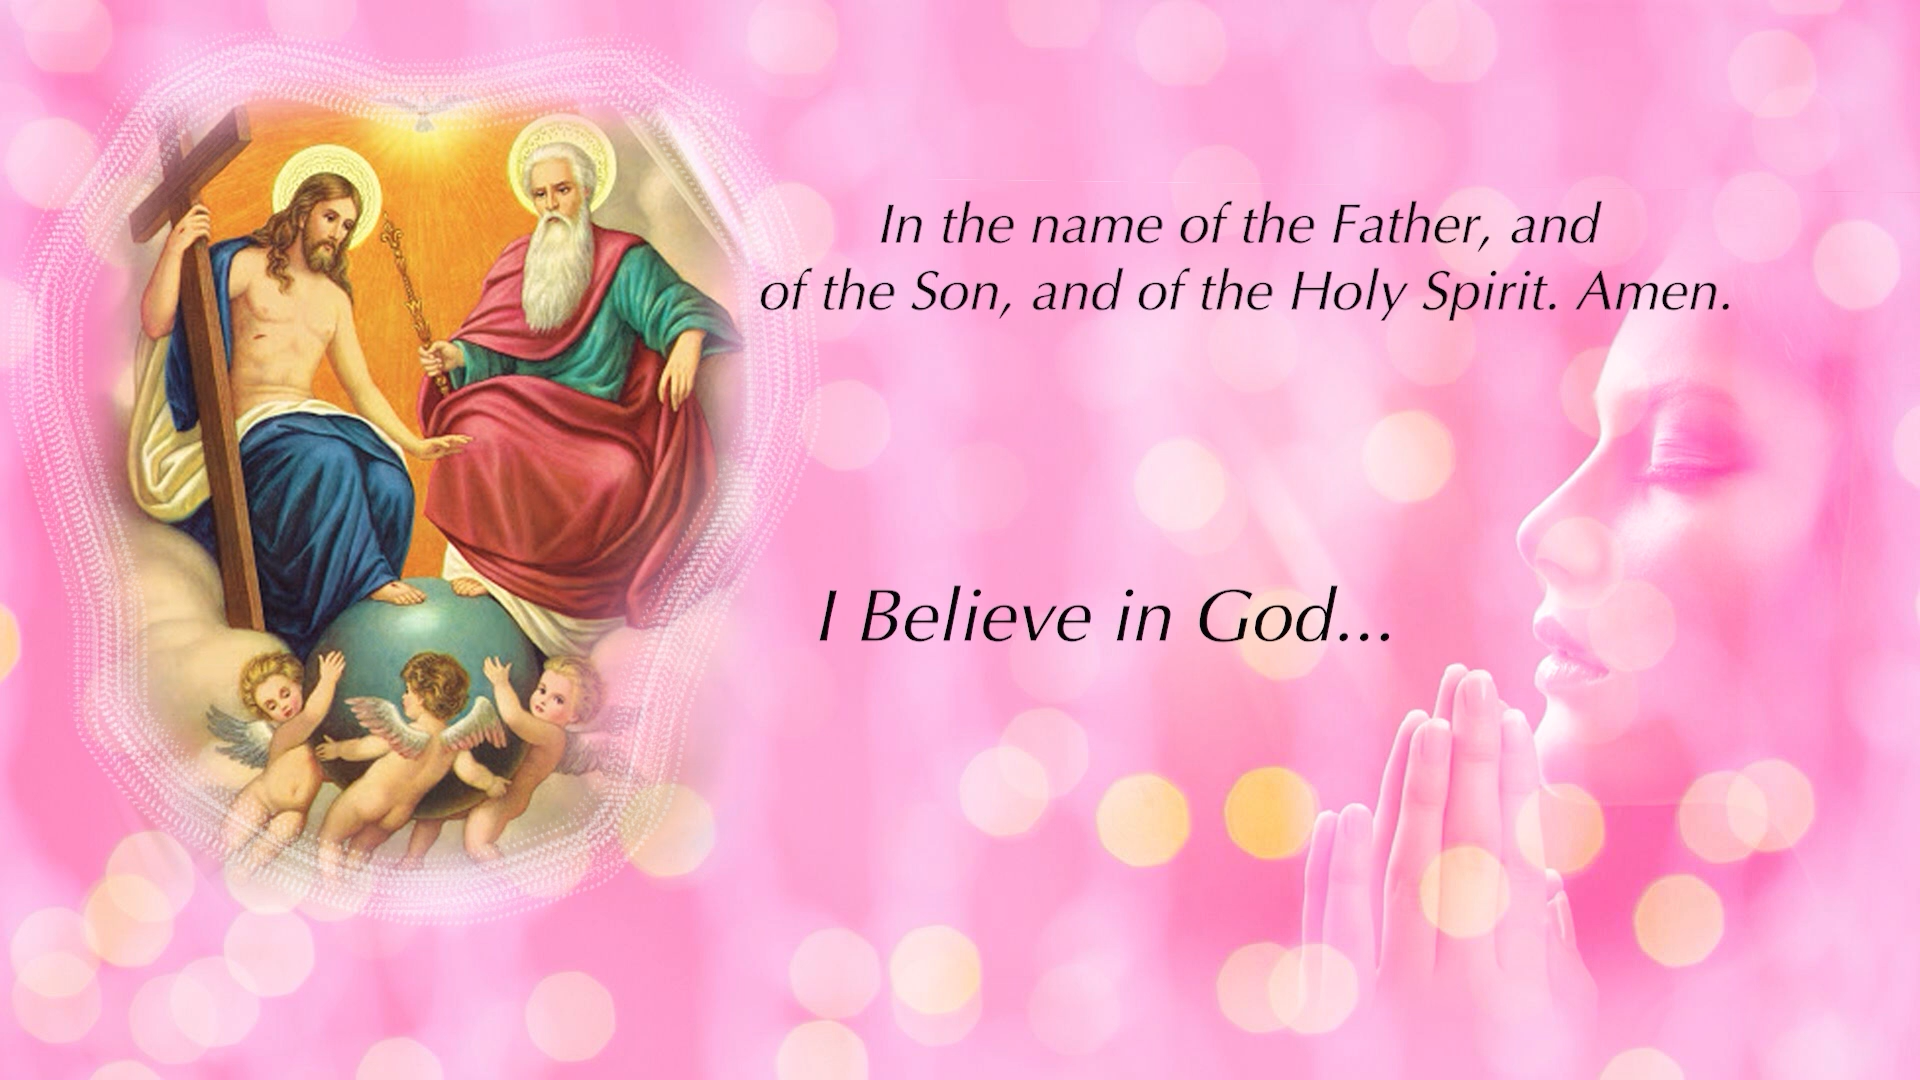 In the name of the Father, and
of the Son, and of the Holy Spirit. Amen.
I Believe in God...